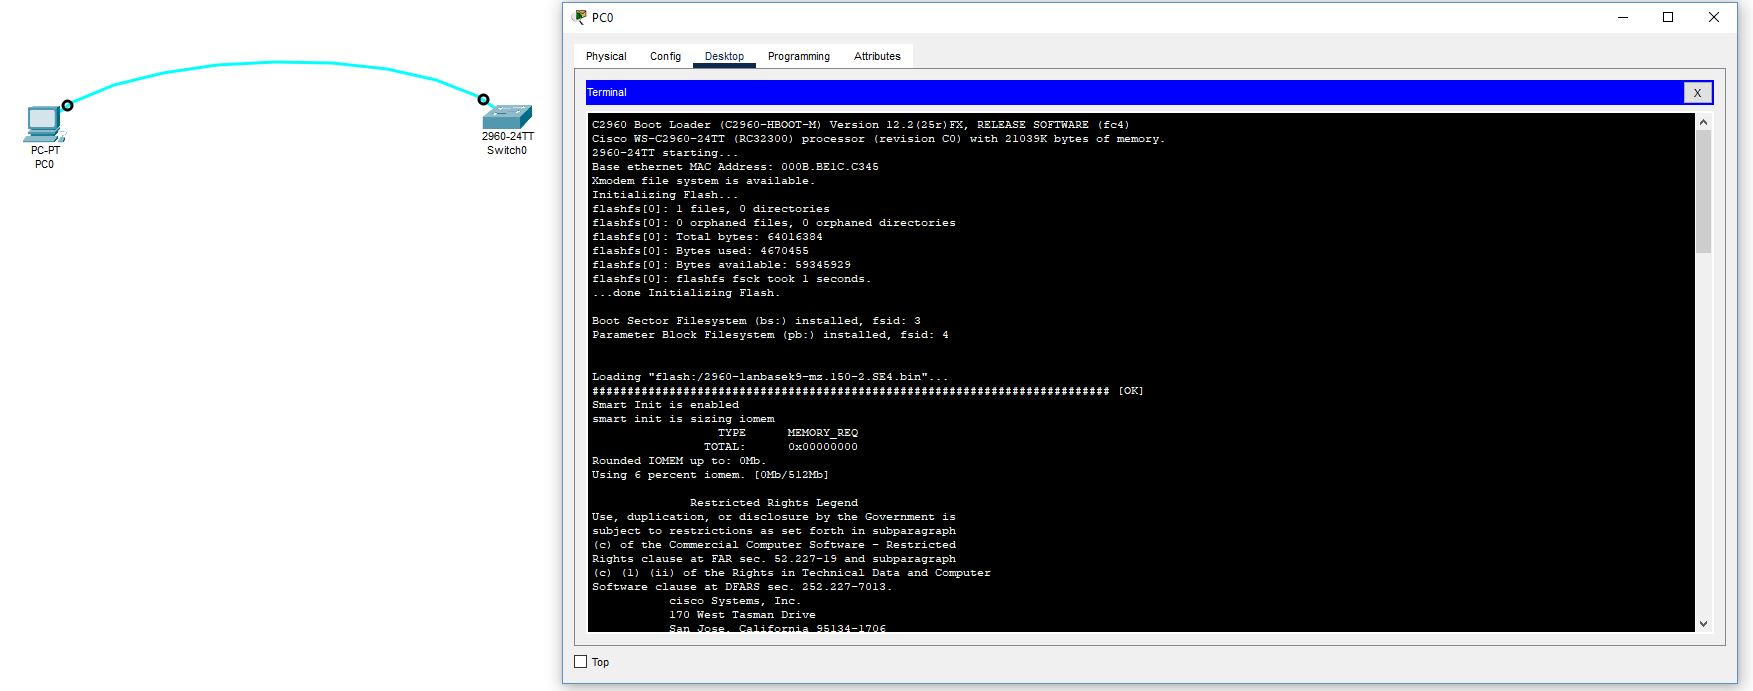 PC-PT
PC0
2960-24TT
Switch0
PC0
Physical Config Desktop Programming Attributes
Terminal
X
C2960 Boot Loader (C2960-HBOOT-M) Version 12.2(25r)FX, RELEASE SOFTWARE (fc4)
Cisco WS-C2960-24TT (RC32300) processor (revision C0) with 21039K bytes of memory.
2960-24TT starting...
Base ethernet MAC Address: 000B.BE1C.C345
Xmodem file system is available.
Initializing Flash...
flashfs[0]: 1 files, 0 directories
flashfs[0]: 0 orphaned files, 0 orphaned directories
flashfs[0]: Total bytes: 64016384
flashfs[0]: Bytes used: 4670455
flashfs[0]: Bytes available: 59345929
flashfs[0]: flashfs fsck took 1 seconds.
...done Initializing Flash.
Boot Sector Filesystem (bs:) installed, fsid: 3
Parameter Block Filesystem (pb:) installed, fsid: 4
Loading "flash:/2960-lanbasek9-mz.150-2.SE4.bin"...
########################################################################## [OK]
Smart Init is enabled
smart init is sizing iomem
TYPE MEMORY_REQ
TOTAL: 0x00000000
Rounded IOMEM up to: 0Mb.
Using 6 percent iomem. [0Mb/512Mb]
Restricted Rights Legend
Use, duplication, or disclosure by the Government is
subject to restrictions as set forth in subparagraph
(c) of the Commercial Computer Software - Restricted
Rights clause at FAR sec. 52.227-19 and subparagraph
(c) (1) (ii) of the Rights in Technical Data and Computer
Software clause at DFARS sec. 252.227-7013.
cisco Systems, Inc.
170 West Tasman Drive
San Jose, California 95134-1706
Top